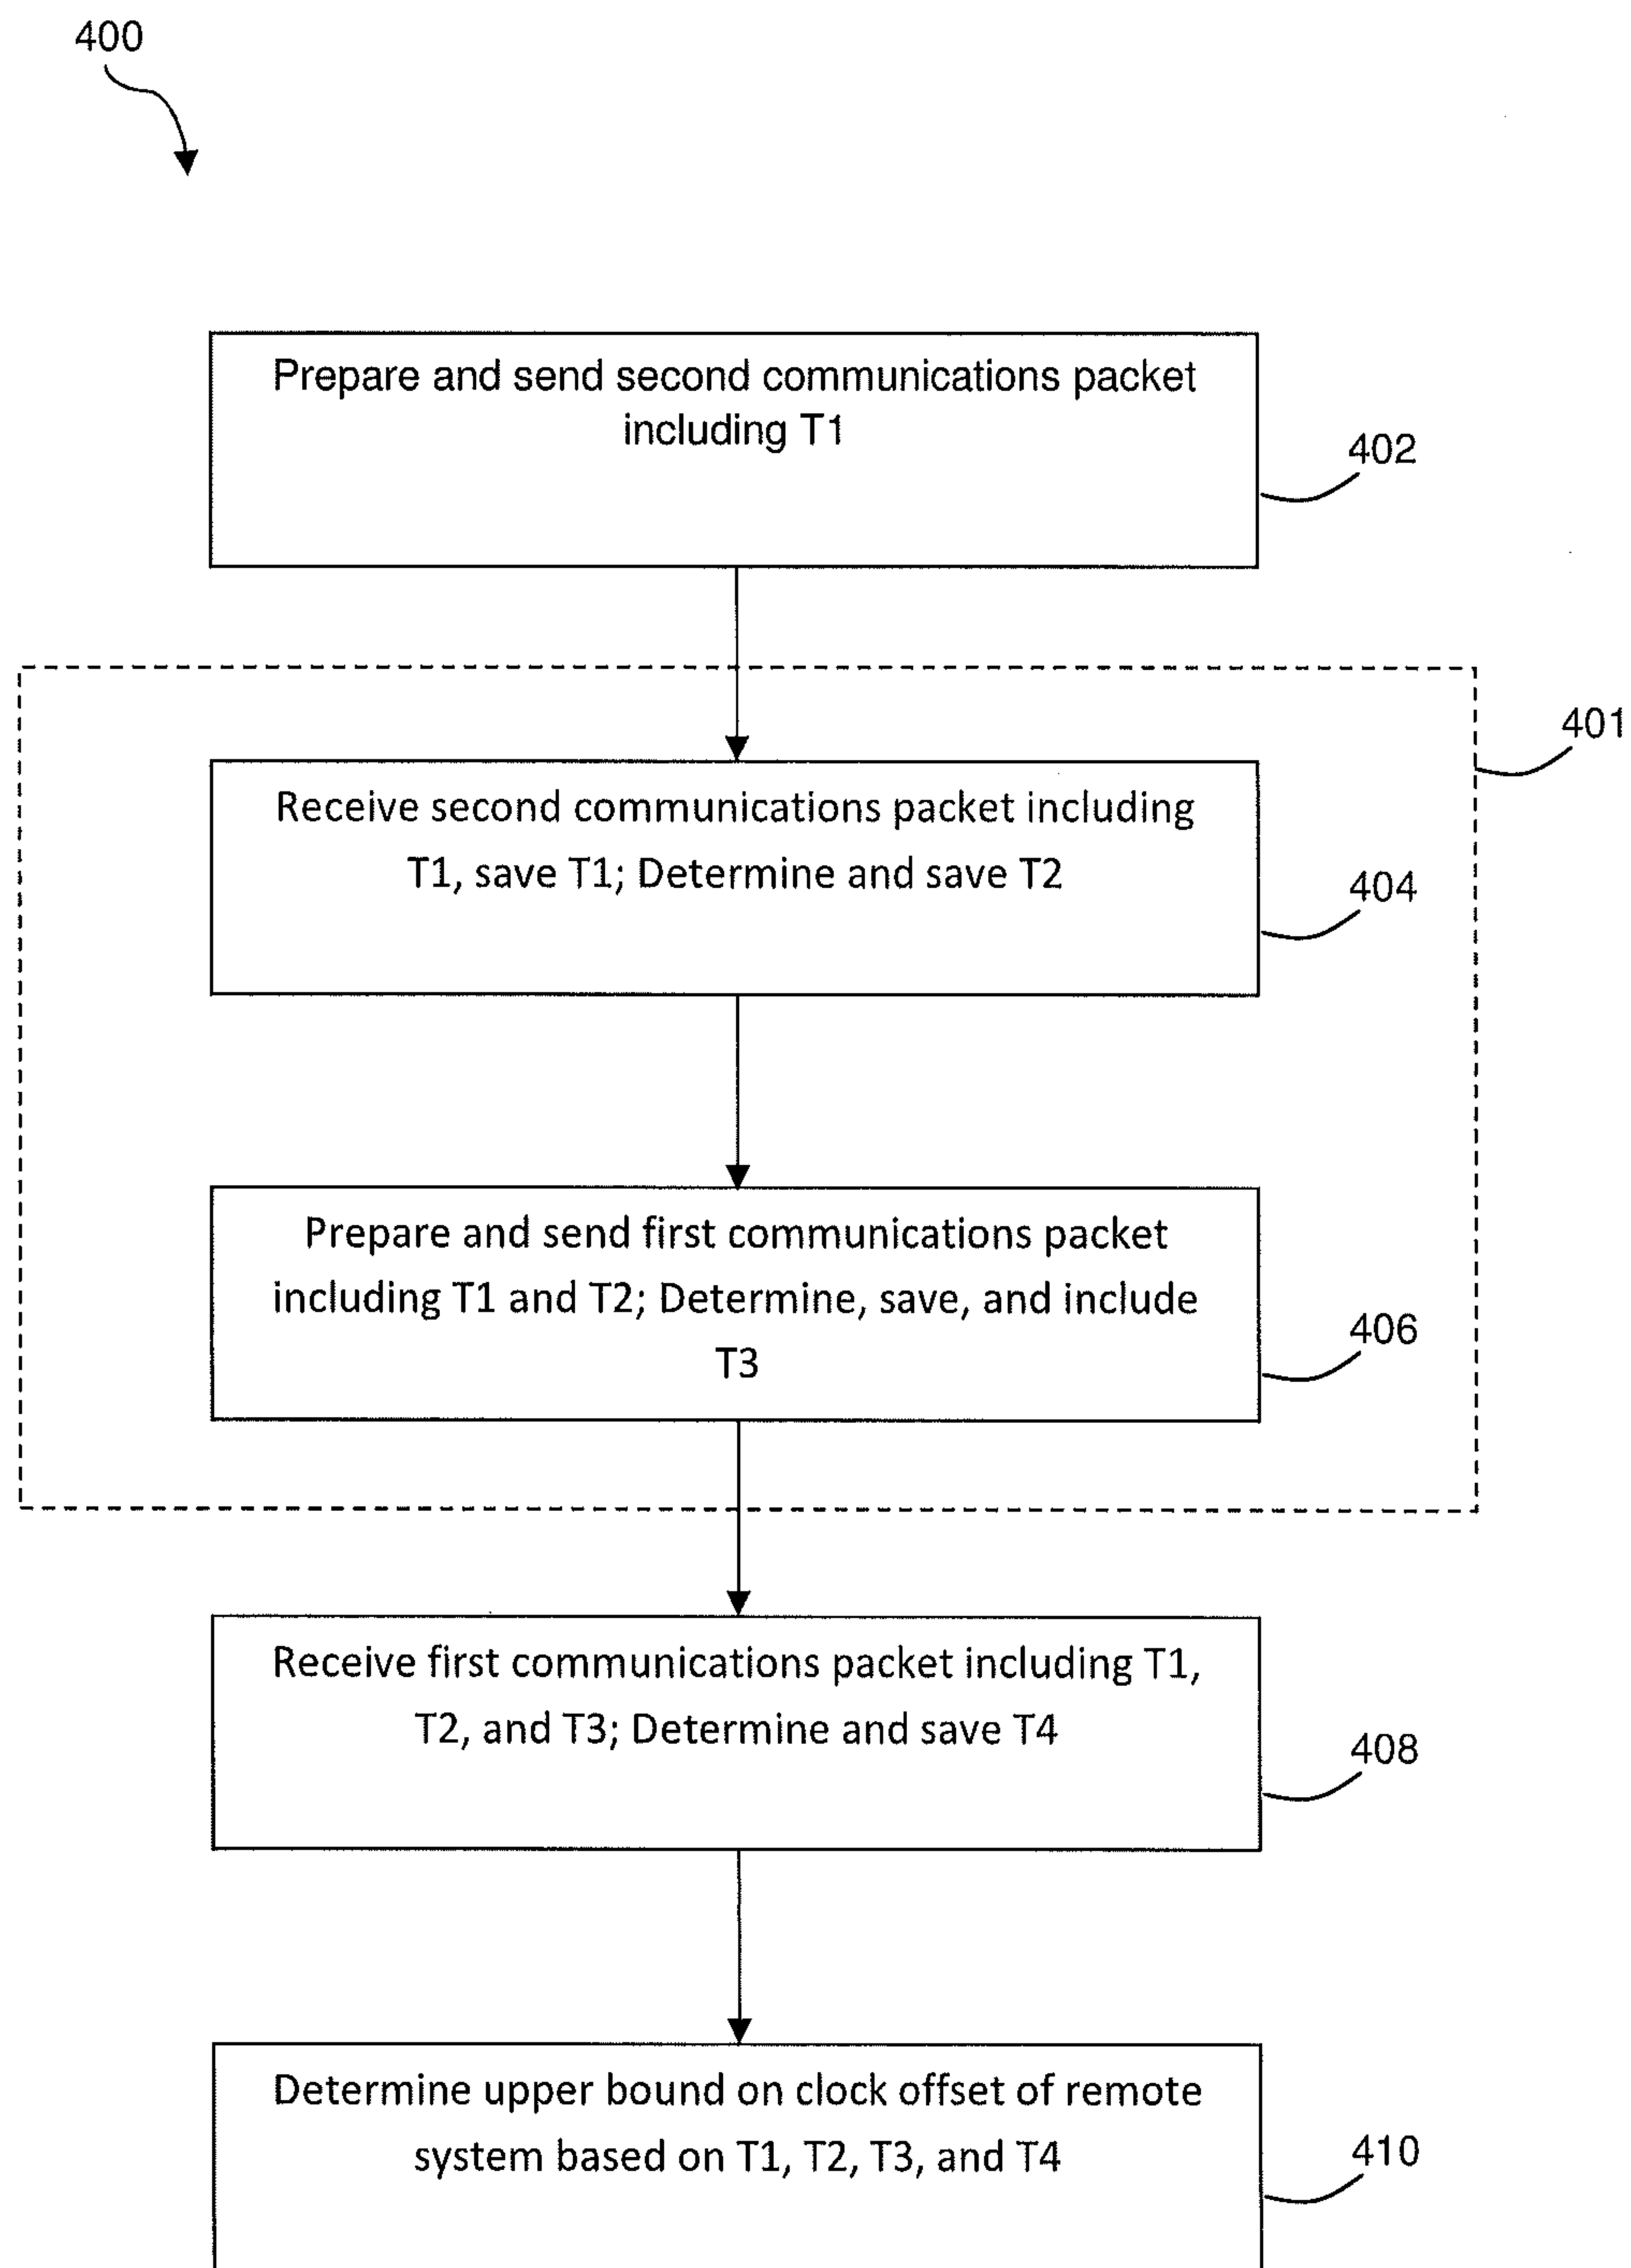 400
Prepare and send second communications packet
including T1
402
401
Receive second communications packet including
T1, save T1; Determine and save T2
404
Prepare and send first communications packet
including T1 and T2; Determine, save, and include
T3
406
Receive first communications packet including T1,
T2, and T3; Determine and save T4
408
Determine upper bound on clock offset of remote
system based on T1, T2, T3, and T4
410